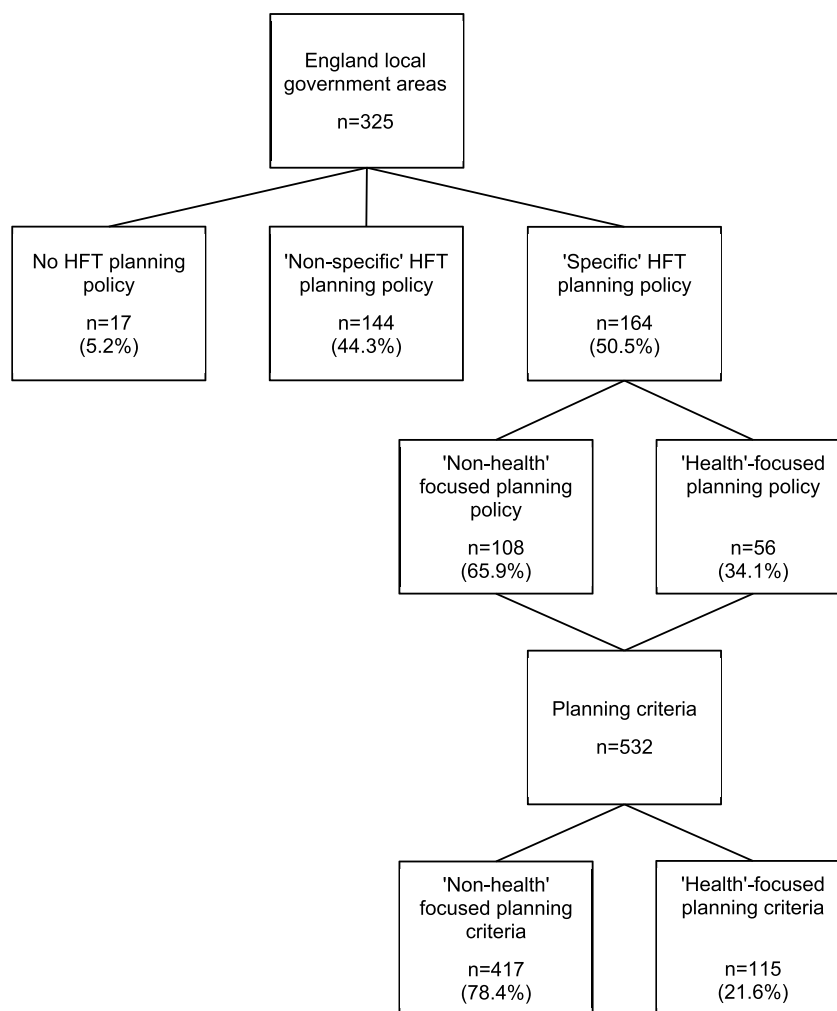 England local
government areas
n=325
No HFT planning
policy
n=17
(5.2%)
'Non-specific' HFT
planning policy
n=144
(44.3%)
'Specific' HFT
planning policy
n=164
(50.5%)
'Non-health'
focused planning
policy
n=108
(65.9%)
'Health'-focused
planning policy
n=56
(34.1%)
Planning criteria
n=532
'Non-health'
focused planning
criteria
n=417
(78.4%)
'Health'-focused
planning criteria
n=115
(21.6%)